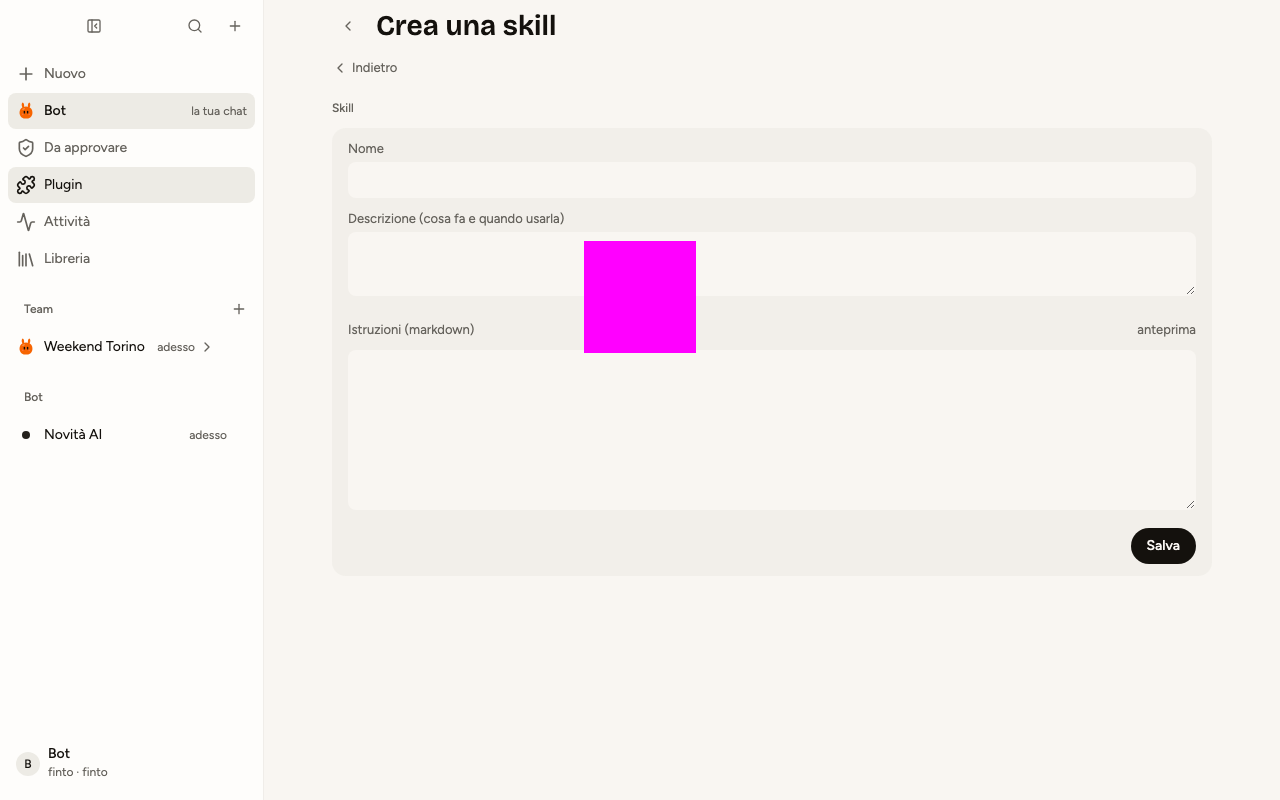 Crea una skill
Nuovo
Indietro
Bot
la tua chat
Skill
Da approvare
Nome
Plugin
Attività
Descrizione (cosa fa e quando usarla)
Libreria
Team
Istruzioni (markdown)
anteprima
Weekend Torino
adesso
Bot
Novità AI
adesso
Salva
B
Bot
finto · finto